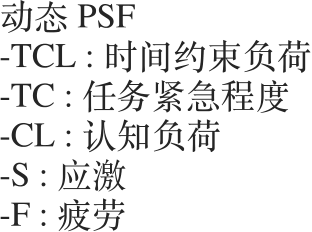 动态 PSF
-TCL : 时间约束负荷
-TC : 任务紧急程度
-CL : 认知负荷
-S : 应激
-F : 疲劳